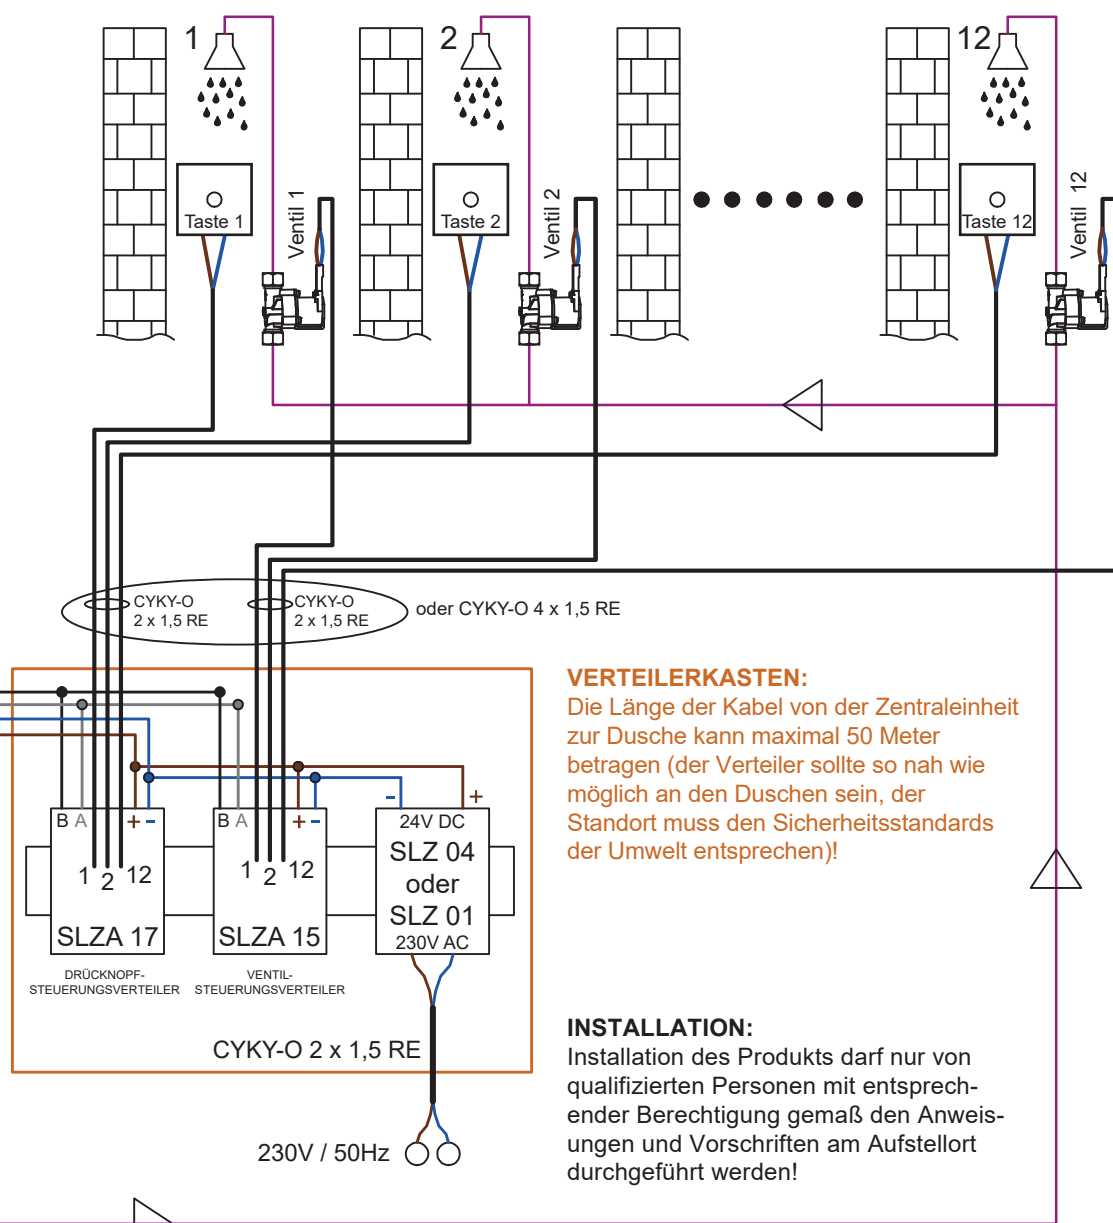 1
2
12
Taste 1
Ventil 1
Taste 2
Ventil 2
Taste 12
Ventil 12
CYKY-O
2 x 1,5 RE
CYKY-O
2 x 1,5 RE
oder CYKY-O 4 x 1,5 RE
VERTEILERKASTEN:
Die Länge der Kabel von der Zentraleinheit
zur Dusche kann maximal 50 Meter
betragen (der Verteiler sollte so nah wie
möglich an den Duschen sein, der
Standort muss den Sicherheitsstandards
der Umwelt entsprechen)!
B A + -
1 2 12
SLZA 17
DRÜCKNOPF-
STEUERUNGSVERTEILER
B A + -
1 2 12
SLZA 15
VENTIL-
STEUERUNGSVERTEILER
- +
24V DC
SLZ 04
oder
SLZ 01
230V AC
CYKY-O 2 x 1,5 RE
230V / 50Hz
INSTALLATION:
Installation des Produkts darf nur von
qualifizierten Personen mit entsprech-
ender Berechtigung gemaß den Anweis-
ungen und Vorschriften am Aufstellort
durchgeführt werden!